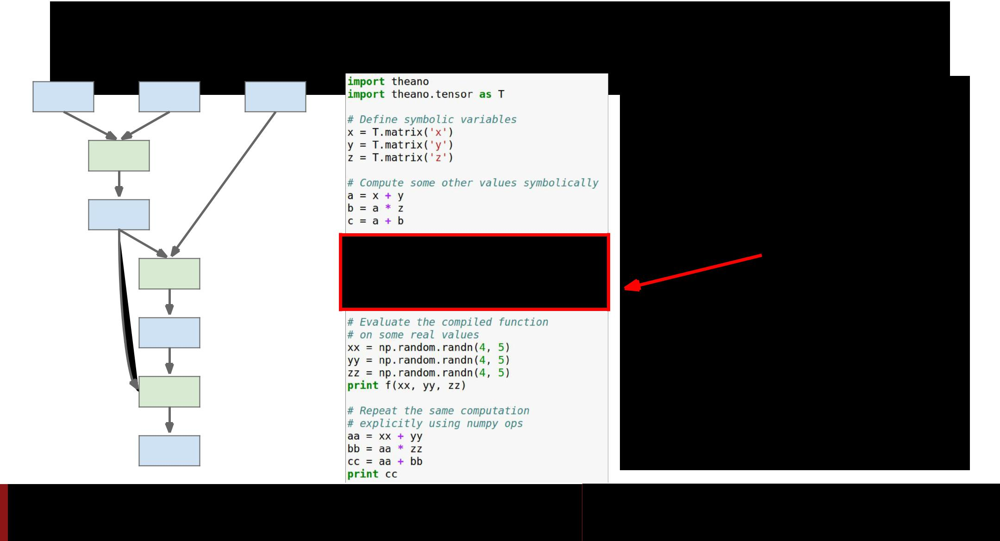 import theano
import theano.tensor as T
# Define symbolic variables
x = T.matrix('x')
y = T.matrix('y')
z = T.matrix('z')
# Compute some other values symbolically
a = x + y
b = a * z
c = a + b
# Evaluate the compiled function
# on some real values
xx = np.random.randn(4, 5)
yy = np.random.randn(4, 5)
zz = np.random.randn(4, 5)
print f(xx, yy, zz)
# Repeat the same computation
# explicitly using numpy ops
aa = xx + yy
bb = aa * zz
cc = aa + bb
print cc